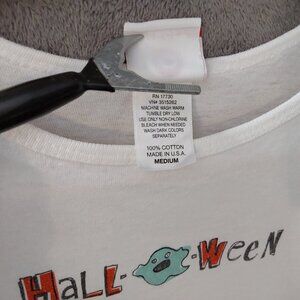 RN 17730
VN# 3515262
MACHINE WASH WARM
TUMBLE DRY LOW
USE ONLY NON-CHLORINE
BLEACH WHEN NEEDED
WASH DARK COLORS
SEPARATELY
100% COTTON
MADE IN U.S.A.
MEDIUM
HaLL-O-WeeN